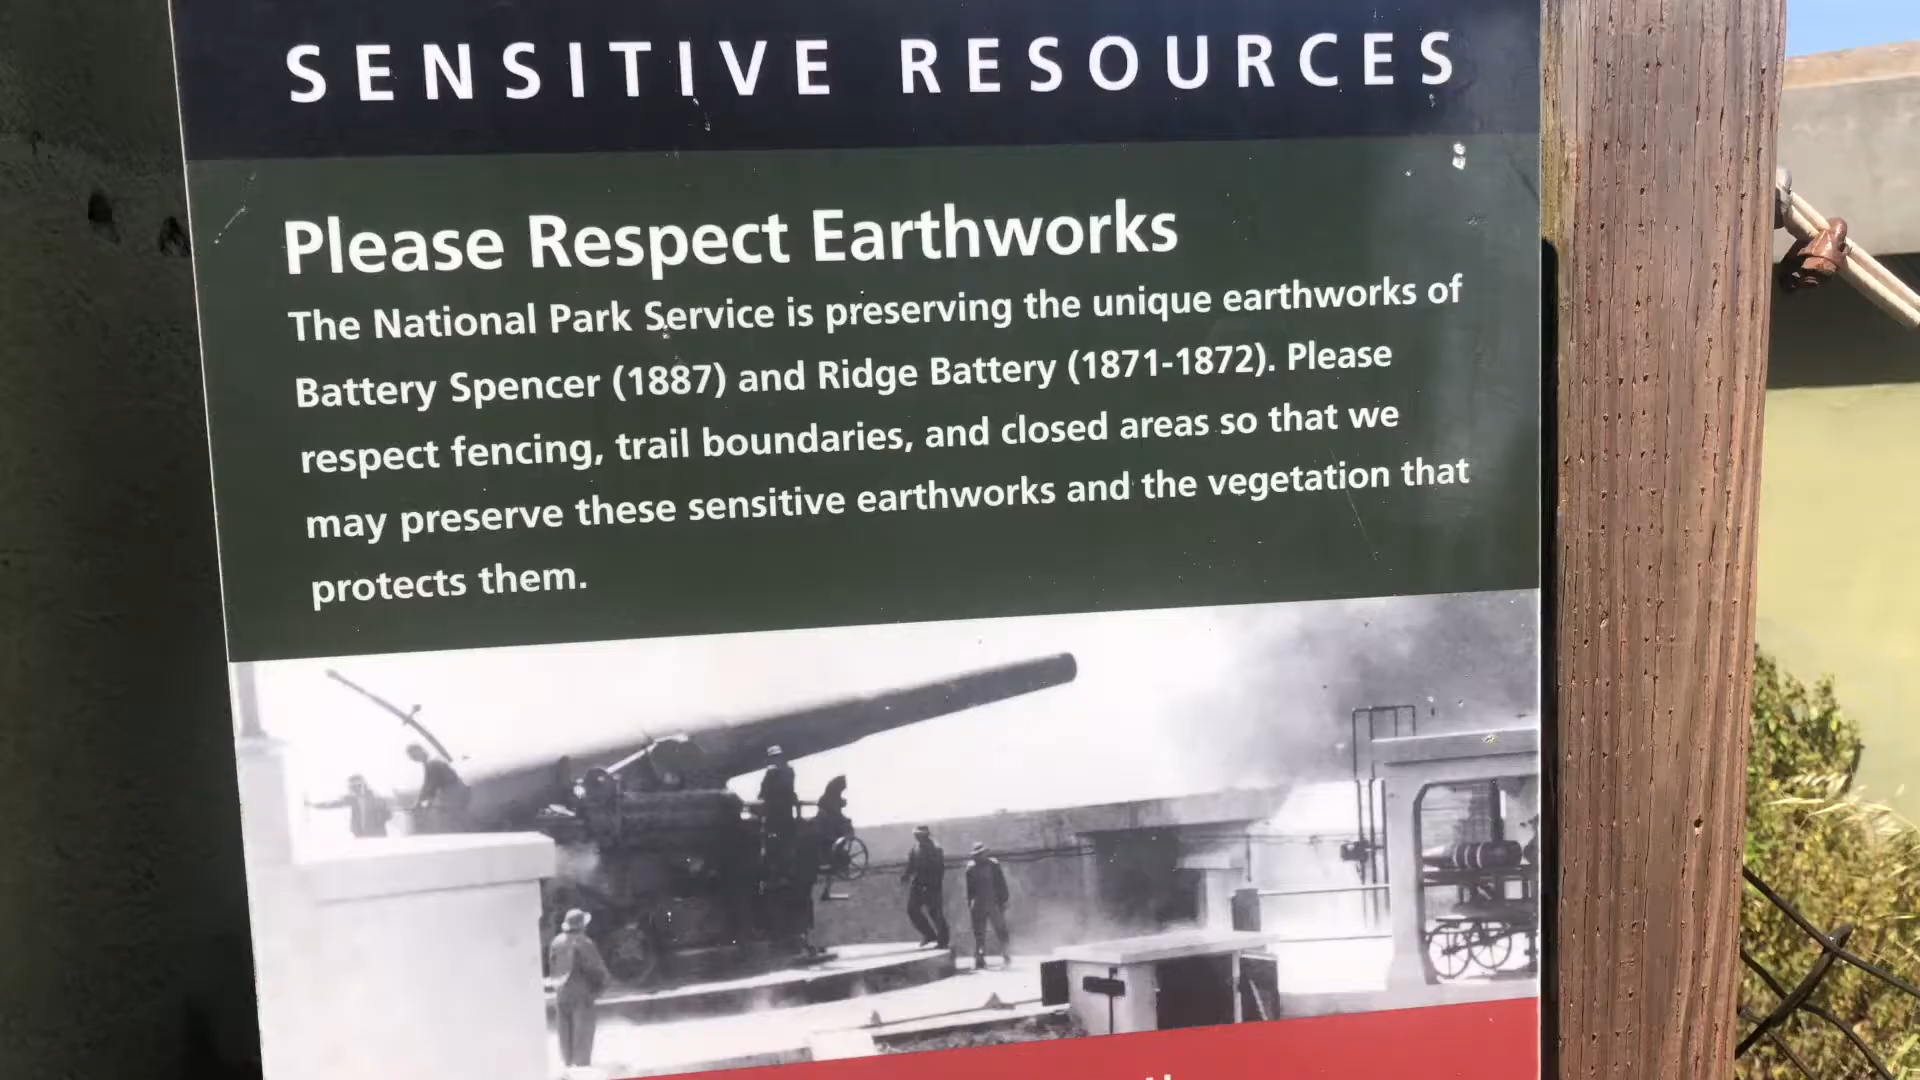 SENSITIVE RESOURCES
Please Respect Earthworks
The National Park Service is preserving the unique earthworks of
Battery Spencer (1887) and Ridge Battery (1871-1872). Please
respect fencing, trail boundaries, and closed areas so that we
may preserve these sensitive earthworks and the vegetation that
protects them.